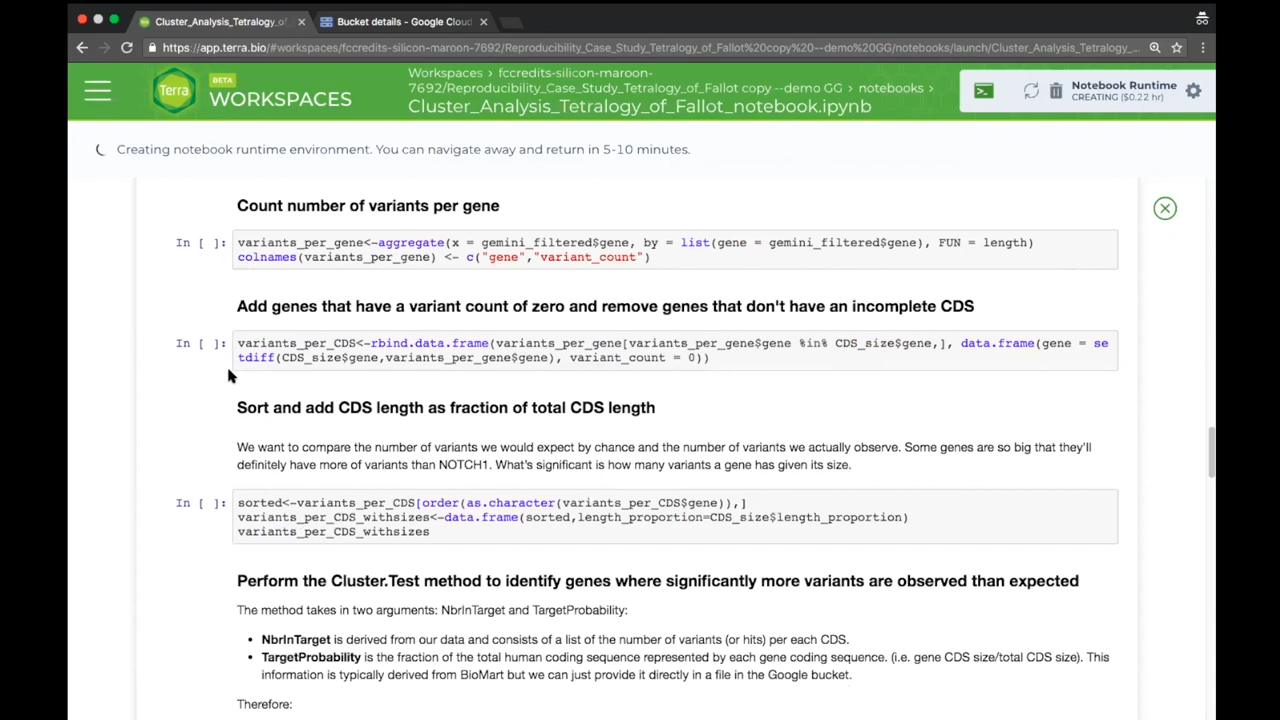 Cluster_Analysis_Tetralogy_of_
Bucket details - Google Cloud
https://app.terra.bio/#workspaces/fccredits-silicon-maroon-7692/Reproducibility_Case_Study_Tetralogy_of_Fallot%20copy%20--demo%20GG/notebooks/launch/Cluster_Analysis_Tetralogy_...
Terra
BETA
WORKSPACES
Workspaces > fccredits-silicon-maroon-
7692/Reproducibility_Case_Study_Tetralogy_of_Fallot copy --demo GG > notebooks >
Cluster_Analysis_Tetralogy_of_Fallot_notebook.ipynb
Notebook Runtime
CREATING ($0.22 hr)
Creating notebook runtime environment. You can navigate away and return in 5-10 minutes.
Count number of variants per gene
In [ ]: variants_per_gene<-aggregate(x = gemini_filtered$gene, by = list(gene = gemini_filtered$gene), FUN = length)
colnames(variants_per_gene) <- c("gene","variant_count")
Add genes that have a variant count of zero and remove genes that don't have an incomplete CDS
In [ ]: variants_per_CDS<-rbind.data.frame(variants_per_gene[variants_per_gene$gene %in% CDS_size$gene,], data.frame(gene = se
tdiff(CDS_size$gene,variants_per_gene$gene), variant_count = 0))
Sort and add CDS length as fraction of total CDS length
We want to compare the number of variants we would expect by chance and the number of variants we actually observe. Some genes are so big that they'll
definitely have more of variants than NOTCH1. What's significant is how many variants a gene has given its size.
In [ ]: sorted<-variants_per_CDS[order(as.character(variants_per_CDS$gene)),]
variants_per_CDS_withsizes<-data.frame(sorted,length_proportion=CDS_size$length_proportion)
variants_per_CDS_withsizes
Perform the Cluster.Test method to identify genes where significantly more variants are observed than expected
The method takes in two arguments: NbrInTarget and TargetProbability:
• NbrInTarget is derived from our data and consists of a list of the number of variants (or hits) per each CDS.
• TargetProbability is the fraction of the total human coding sequence represented by each gene coding sequence. (i.e. gene CDS size/total CDS size). This
information is typically derived from BioMart but we can just provide it directly in a file in the Google bucket.
Therefore: